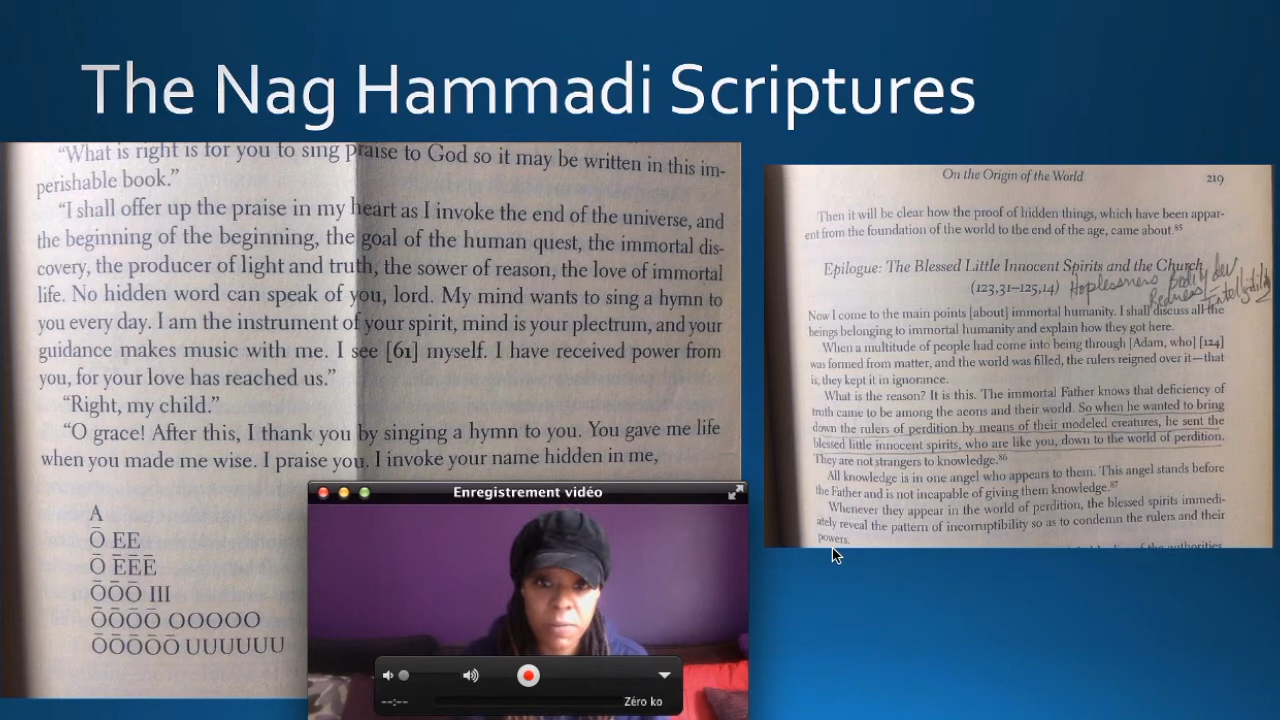 The Nag Hammadi Scriptures
"What is right is for you to sing praise to God so it may be written in this im-
perishable book."
"I shall offer up the praise in my heart as I invoke the end of the universe, and
the beginning of the beginning, the goal of the human quest, the immortal dis-
covery, the producer of light and truth, the sower of reason, the love of immortal
life. No hidden word can speak of you, lord. My mind wants to sing a hymn to
you every day. I am the instrument of your spirit, mind is your plectrum, and your
guidance makes music with me. I see [61] myself. I have received power from
you, for your love has reached us."
"Right, my child."
"O grace! After this, I thank you by singing a hymn to you. You gave me life
when you made me wise. I praise you. I invoke your name hidden in me,
A
Ō EE
Ō ĒĒĒ
ŌŌŌ III
ŌŌŌŌ OOOOO
ŌŌŌŌŌ UUUUUU
On the Origin of the World 219
Then it will be clear how the proof of hidden things, which have been appar-
ent from the foundation of the world to the end of the age, came about.85
Epilogue: The Blessed Little Innocent Spirits and the Church
(123,31–125,14) Hoplessness
Now I come to the main points [about] immortal humanity. I shall discuss all the
beings belonging to immortal humanity and explain how they got here.
When a multitude of people had come into being through [Adam, who] [124]
was formed from matter, and the world was filled, the rulers reigned over it—that
is, they kept it in ignorance.
What is the reason? It is this. The immortal Father knows that deficiency of
truth came to be among the aeons and their world. So when he wanted to bring
down the rulers of perdition by means of their modeled creatures, he sent the
blessed little innocent spirits, who are like you, down to the world of perdition.
They are not strangers to knowledge.86
All knowledge is in one angel who appears to them. This angel stands before
the Father and is not incapable of giving them knowledge.87
Whenever they appear in the world of perdition, the blessed spirits immedi-
ately reveal the pattern of incorruptibility so as to condemn the rulers and their
powers.
of the authorities
Enregistrement vidéo
--:--
Zéro ko